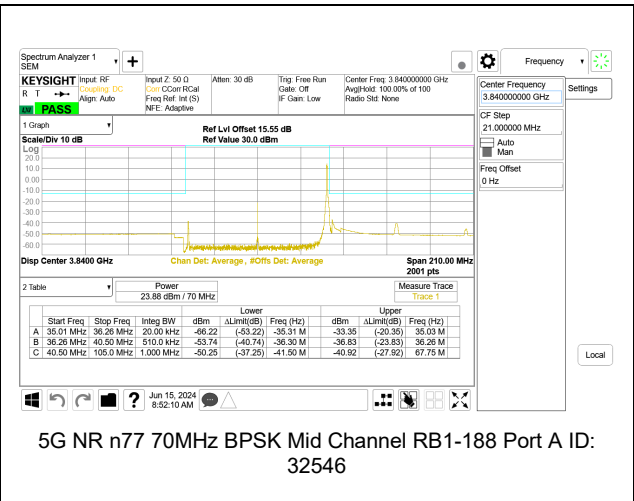 Spectrum Analyzer 1
SEM
Frequency
KEYSIGHT
R T
LXI PASS
Input: RF
Coupling: DC
Align: Auto
Input Z: 50 Ω
Corr CCorr RCal
Freq Ref: Int (S)
NFE: Adaptive
Atten: 30 dB
Trig: Free Run
Gate: Off
IF Gain: Low
Center Freq: 3.840000000 GHz
Avg|Hold: 100.00% of 100
Radio Std: None
Center Frequency
3.840000000 GHz
Settings
CF Step
21.000000 MHz
Auto
Man
Freq Offset
0 Hz
1 Graph
Scale/Div 10 dB
Ref Lvl Offset 15.55 dB
Ref Value 30.0 dBm
Log
20.0
10.0
0.00
-10.0
-20.0
-30.0
-40.0
-50.0
-60.0
Disp Center 3.8400 GHz
Chan Det: Average , #Offs Det: Average
Span 210.00 MHz
2001 pts
2 Table
Power
23.88 dBm / 70 MHz
Measure Trace
Trace 1
Lower Upper
Start Freq Stop Freq Integ BW dBm ΔLimit(dB) Freq (Hz) dBm ΔLimit(dB) Freq (Hz)
A 35.01 MHz 36.26 MHz 20.00 kHz -66.22 (-53.22) -35.31 M -33.35 (-20.35) 35.03 M
B 36.26 MHz 40.50 MHz 510.0 kHz -53.74 (-40.74) -36.30 M -36.83 (-23.83) 36.26 M
C 40.50 MHz 105.0 MHz 1.000 MHz -50.25 (-37.25) -41.50 M -40.92 (-27.92) 67.75 M
Local
?
Jun 15, 2024
8:52:10 AM
5G NR n77 70MHz BPSK Mid Channel RB1-188 Port A ID:
32546